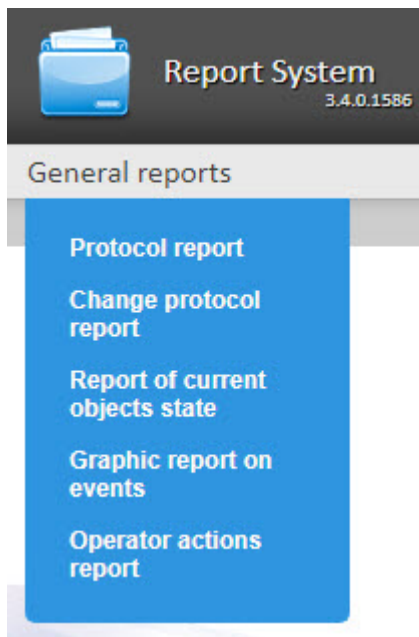 Report System
3.4.0.1586
General reports
Protocol report
Change protocol
report
Report of current
objects state
Graphic report on
events
Operator actions
report